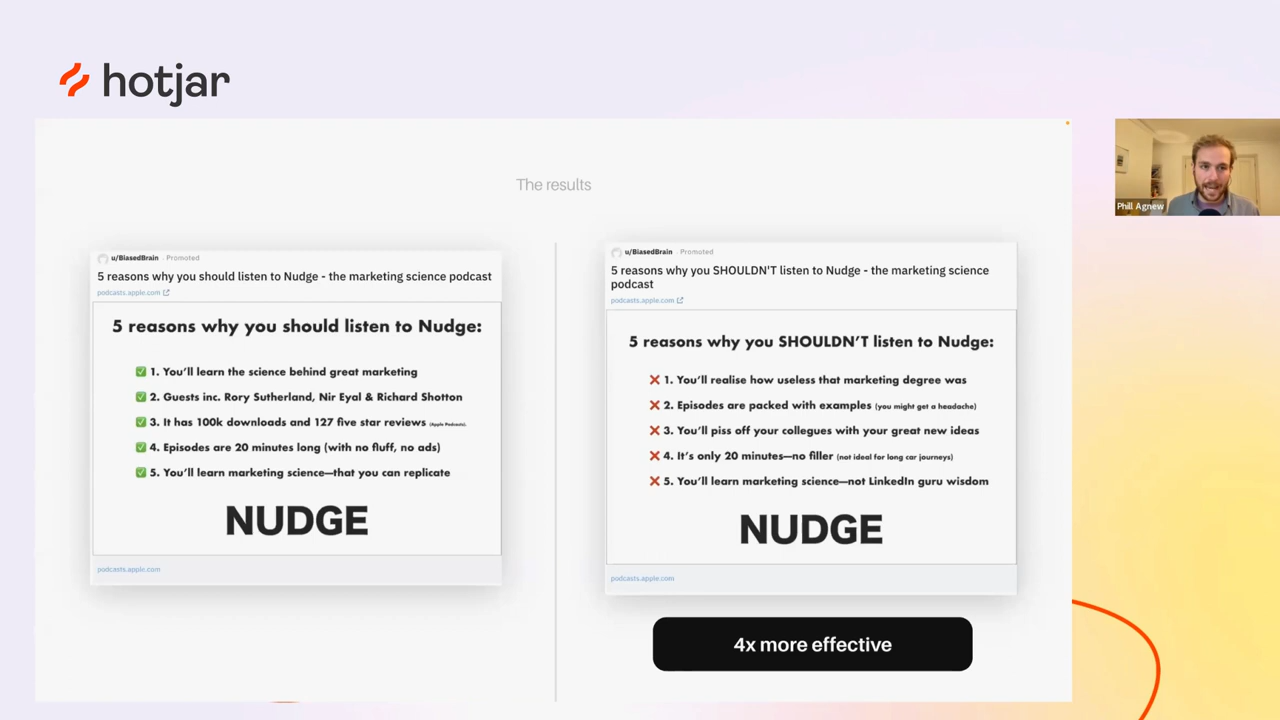 hotjar
The results
u/BiasedBrain · Promoted
5 reasons why you should listen to Nudge - the marketing science podcast
podcasts.apple.com
5 reasons why you should listen to Nudge:
✅ 1. You'll learn the science behind great marketing
✅ 2. Guests inc. Rory Sutherland, Nir Eyal & Richard Shotton
✅ 3. It has 100k downloads and 127 five star reviews (Apple Podcasts).
✅ 4. Episodes are 20 minutes long (with no fluff, no ads)
✅ 5. You'll learn marketing science—that you can replicate
NUDGE
podcasts.apple.com
u/BiasedBrain · Promoted
5 reasons why you SHOULDN'T listen to Nudge - the marketing science
podcast
podcasts.apple.com
5 reasons why you SHOULDN'T listen to Nudge:
❌ 1. You'll realise how useless that marketing degree was
❌ 2. Episodes are packed with examples (you might get a headache)
❌ 3. You'll piss off your collegues with your great new ideas
❌ 4. It's only 20 minutes—no filler (not ideal for long car journeys)
❌ 5. You'll learn marketing science—not LinkedIn guru wisdom
NUDGE
podcasts.apple.com
4x more effective
Phill Agnew